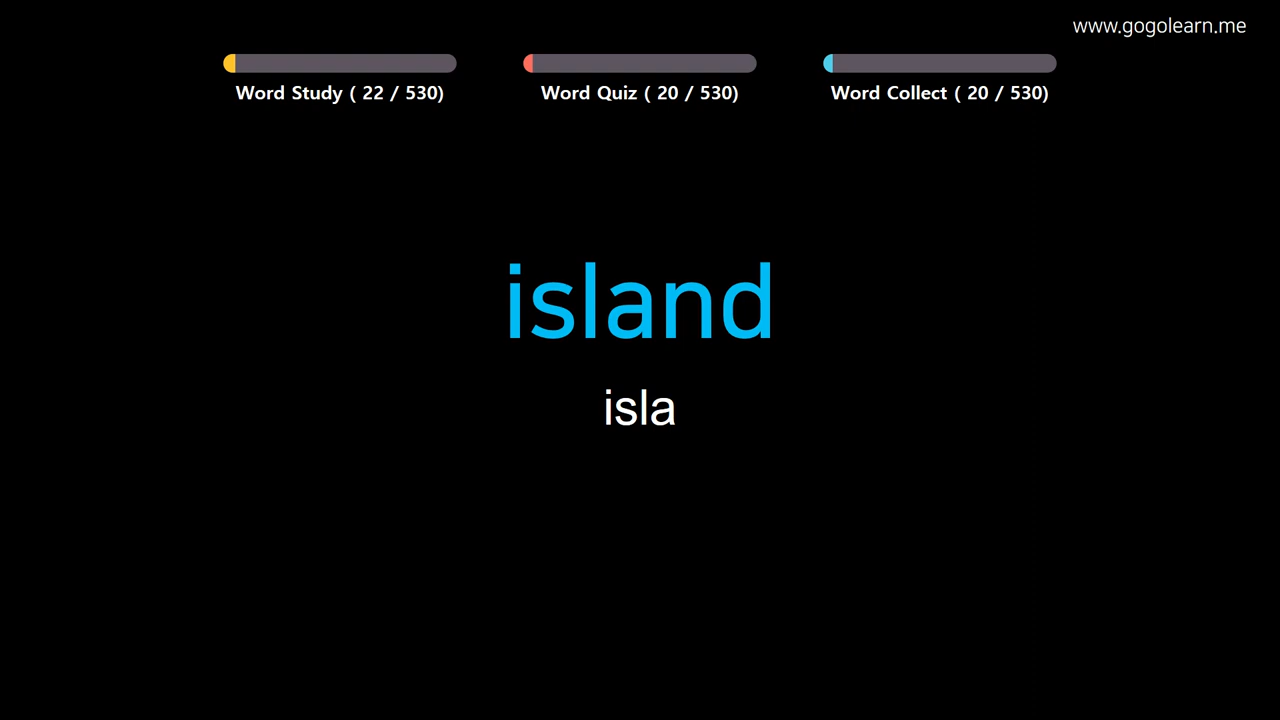 www.gogolearn.me
Word Study ( 22 / 530)
Word Quiz ( 20 / 530)
Word Collect ( 20 / 530)
island
isla